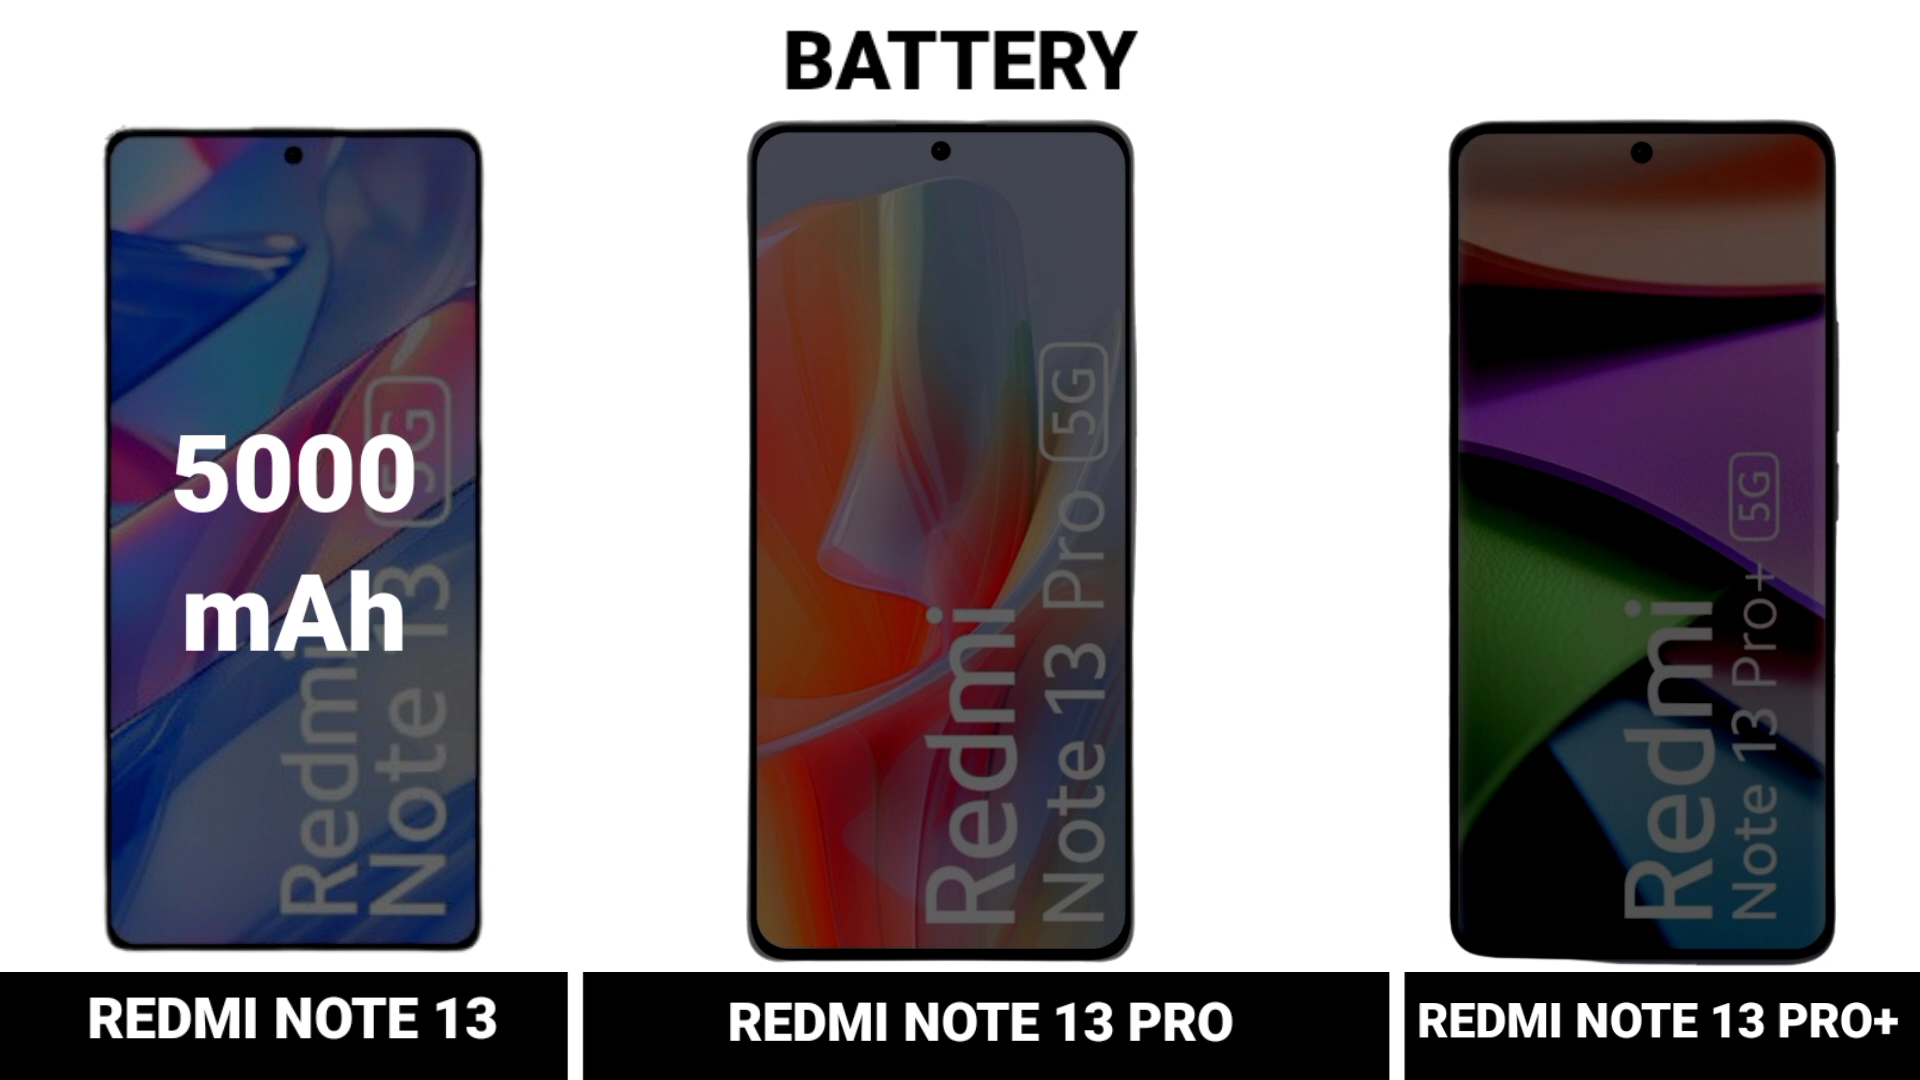 BATTERY
5000
mAh
Redmi
Note 13 5G
Redmi
Note 13 Pro 5G
Redmi
Note 13 Pro+ 5G
REDMI NOTE 13
REDMI NOTE 13 PRO
REDMI NOTE 13 PRO+